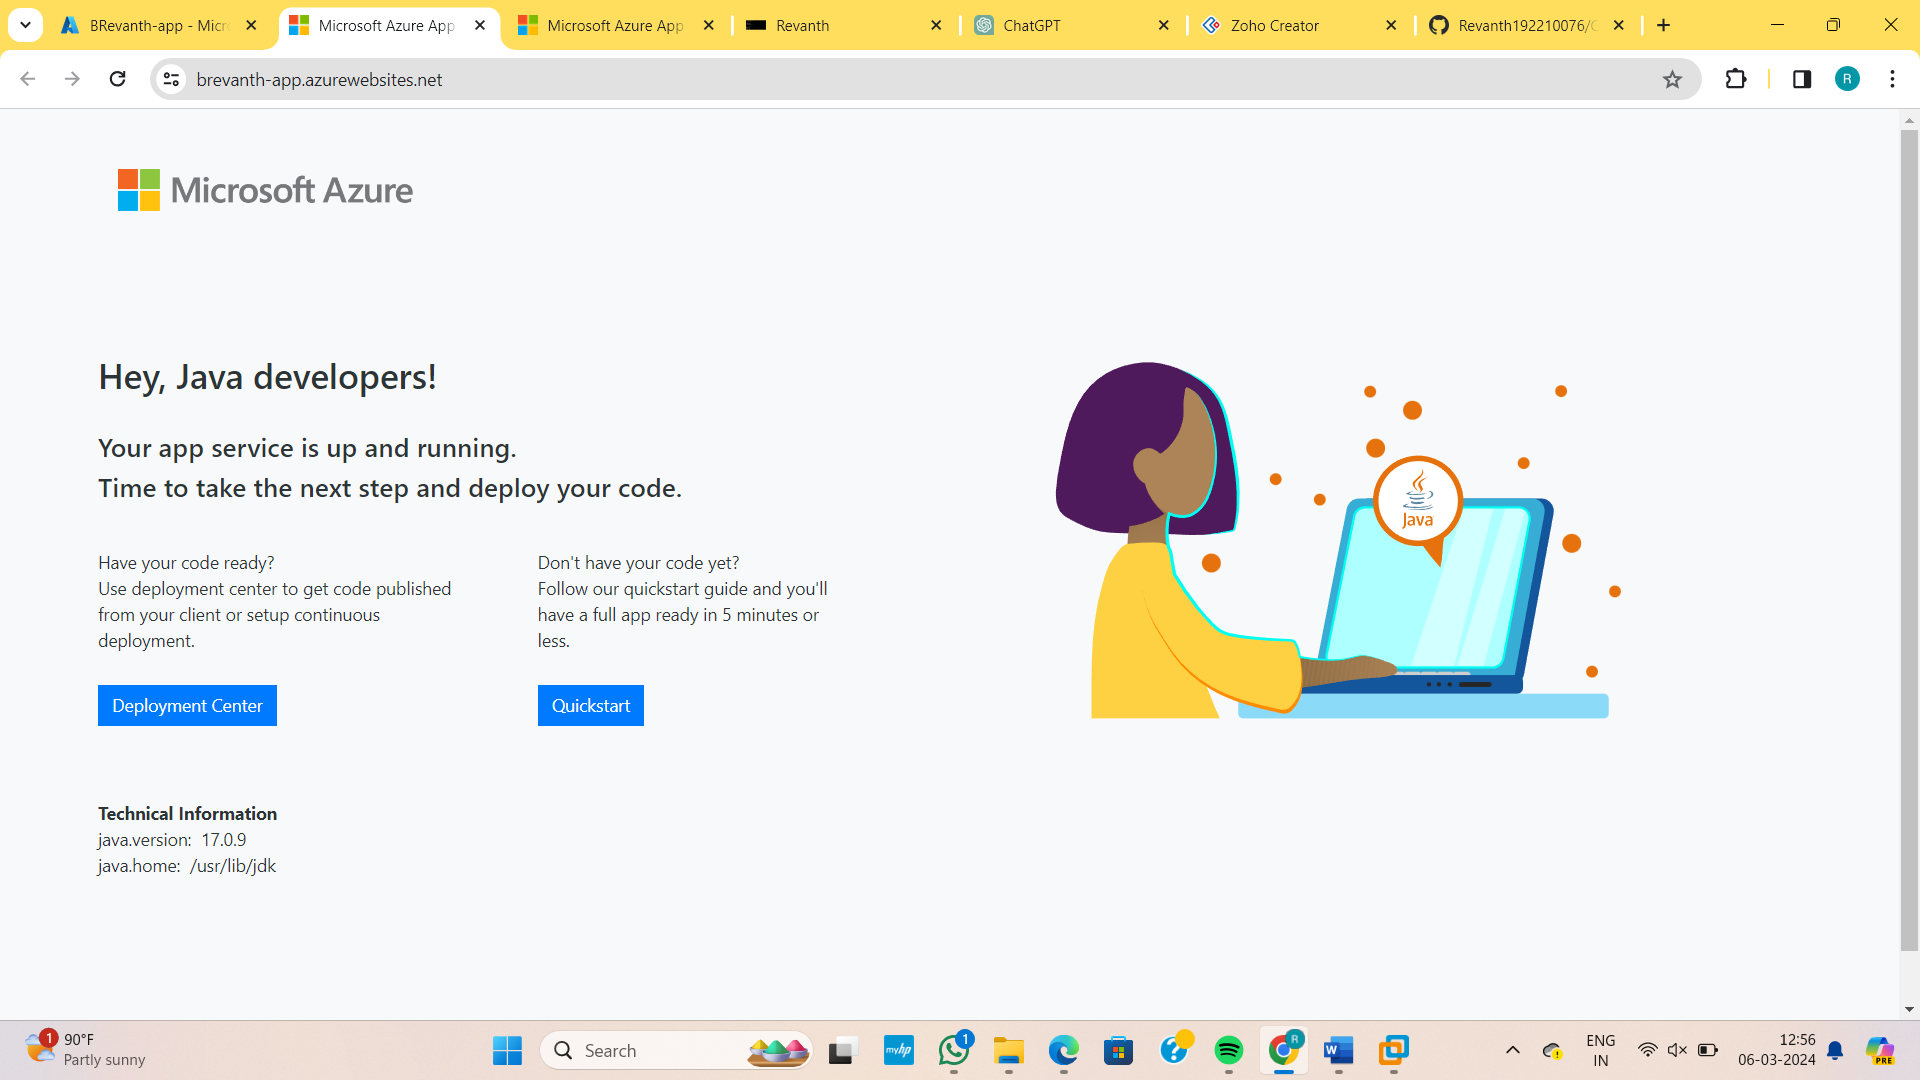 BRevanth-app - Micr
Microsoft Azure App
Microsoft Azure App
Revanth
ChatGPT
Zoho Creator
Revanth192210076/
brevanth-app.azurewebsites.net
R
Microsoft Azure
Hey, Java developers!
Your app service is up and running.
Time to take the next step and deploy your code.
Have your code ready?
Use deployment center to get code published
from your client or setup continuous
deployment.
Deployment Center
Don't have your code yet?
Follow our quickstart guide and you'll
have a full app ready in 5 minutes or
less.
Quickstart
Java
Technical Information
java.version: 17.0.9
java.home: /usr/lib/jdk
1
90°F
Partly sunny
Search
myhp
1
R
W
ENG
IN
12:56
06-03-2024
PRE